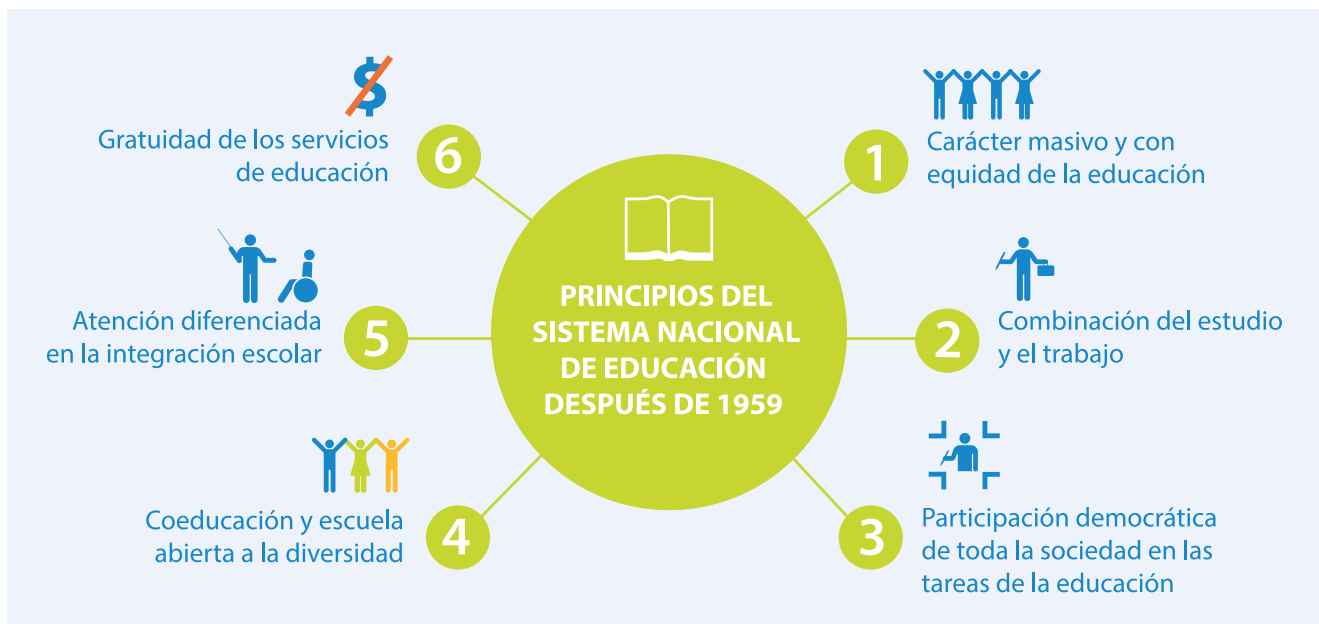 PRINCIPIOS DEL
SISTEMA NACIONAL
DE EDUCACIÓN
DESPUÉS DE 1959
1
Carácter masivo y con
equidad de la educación
2
Combinación del estudio
y el trabajo
3
Participación democrática
de toda la sociedad en las
tareas de la educación
4
Coeducación y escuela
abierta a la diversidad
5
Atención diferenciada
en la integración escolar
6
Gratuidad de los servicios
de educación
$